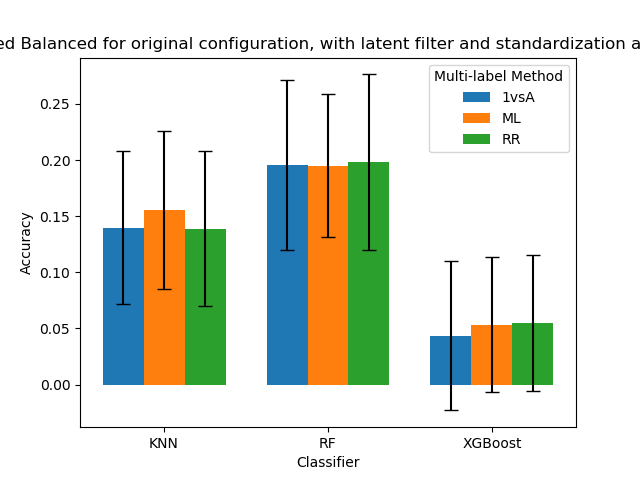 ed Balanced for original configuration, with latent filter and standardization a
Multi-label Method
1vsA
ML
RR
0.25
0.20
0.15
0.10
0.05
0.00
Accuracy
KNN RF XGBoost
Classifier